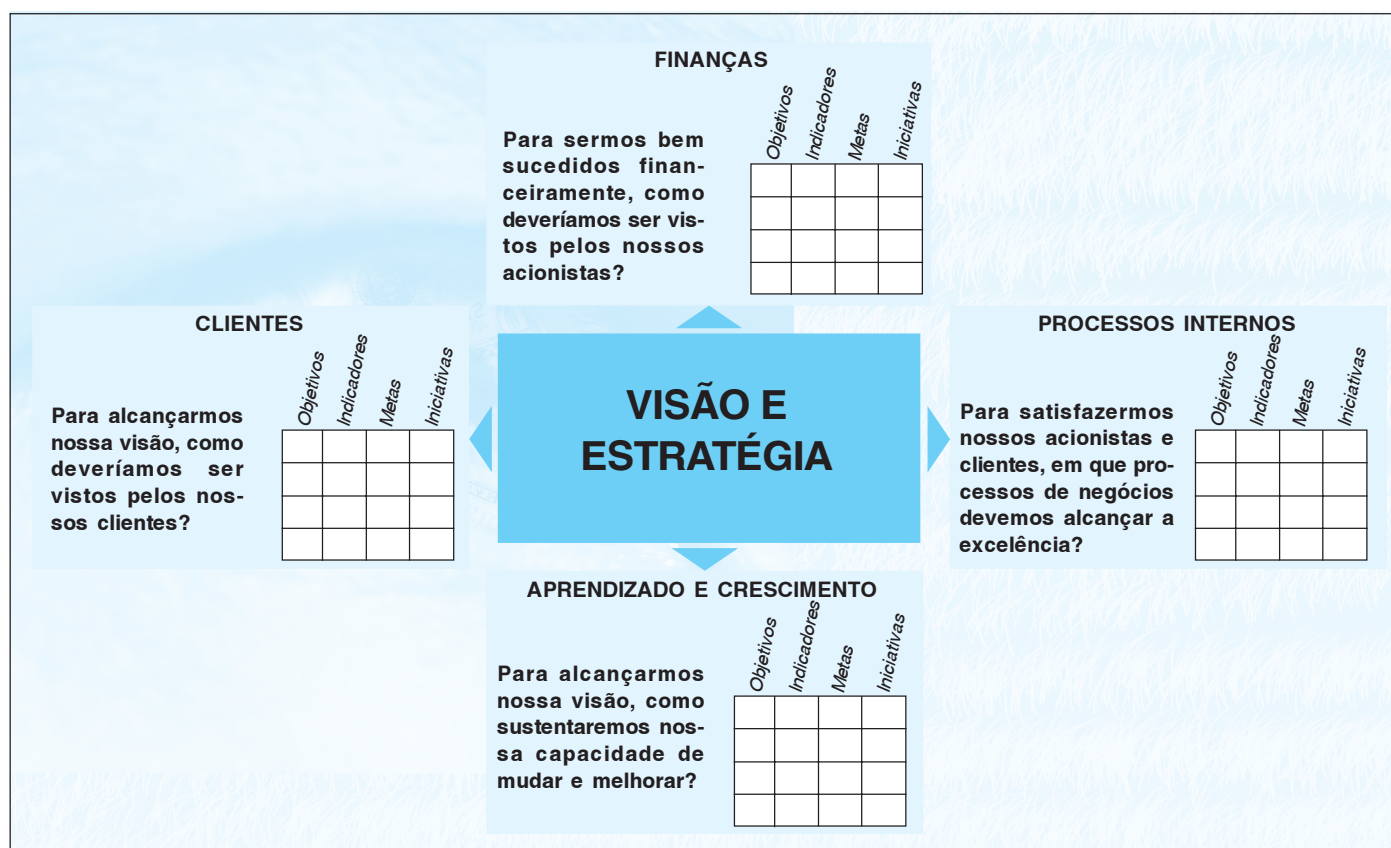 FINANÇAS
Objetivos
Indicadores
Metas
Iniciativas
Para sermos bem
sucedidos finan-
ceiramente, como
deveríamos ser vis-
tos pelos nossos
acionistas?
CLIENTES
Objetivos
Indicadores
Metas
Iniciativas
Para alcançarmos
nossa visão, como
deveríamos ser
vistos pelos nos-
sos clientes?
VISÃO E
ESTRATÉGIA
PROCESSOS INTERNOS
Objetivos
Indicadores
Metas
Iniciativas
Para satisfazermos
nossos acionistas e
clientes, em que pro-
cessos de negócios
devemos alcançar a
excelência?
APRENDIZADO E CRESCIMENTO
Objetivos
Indicadores
Metas
Iniciativas
Para alcançarmos
nossa visão, como
sustentaremos nos-
sa capacidade de
mudar e melhorar?